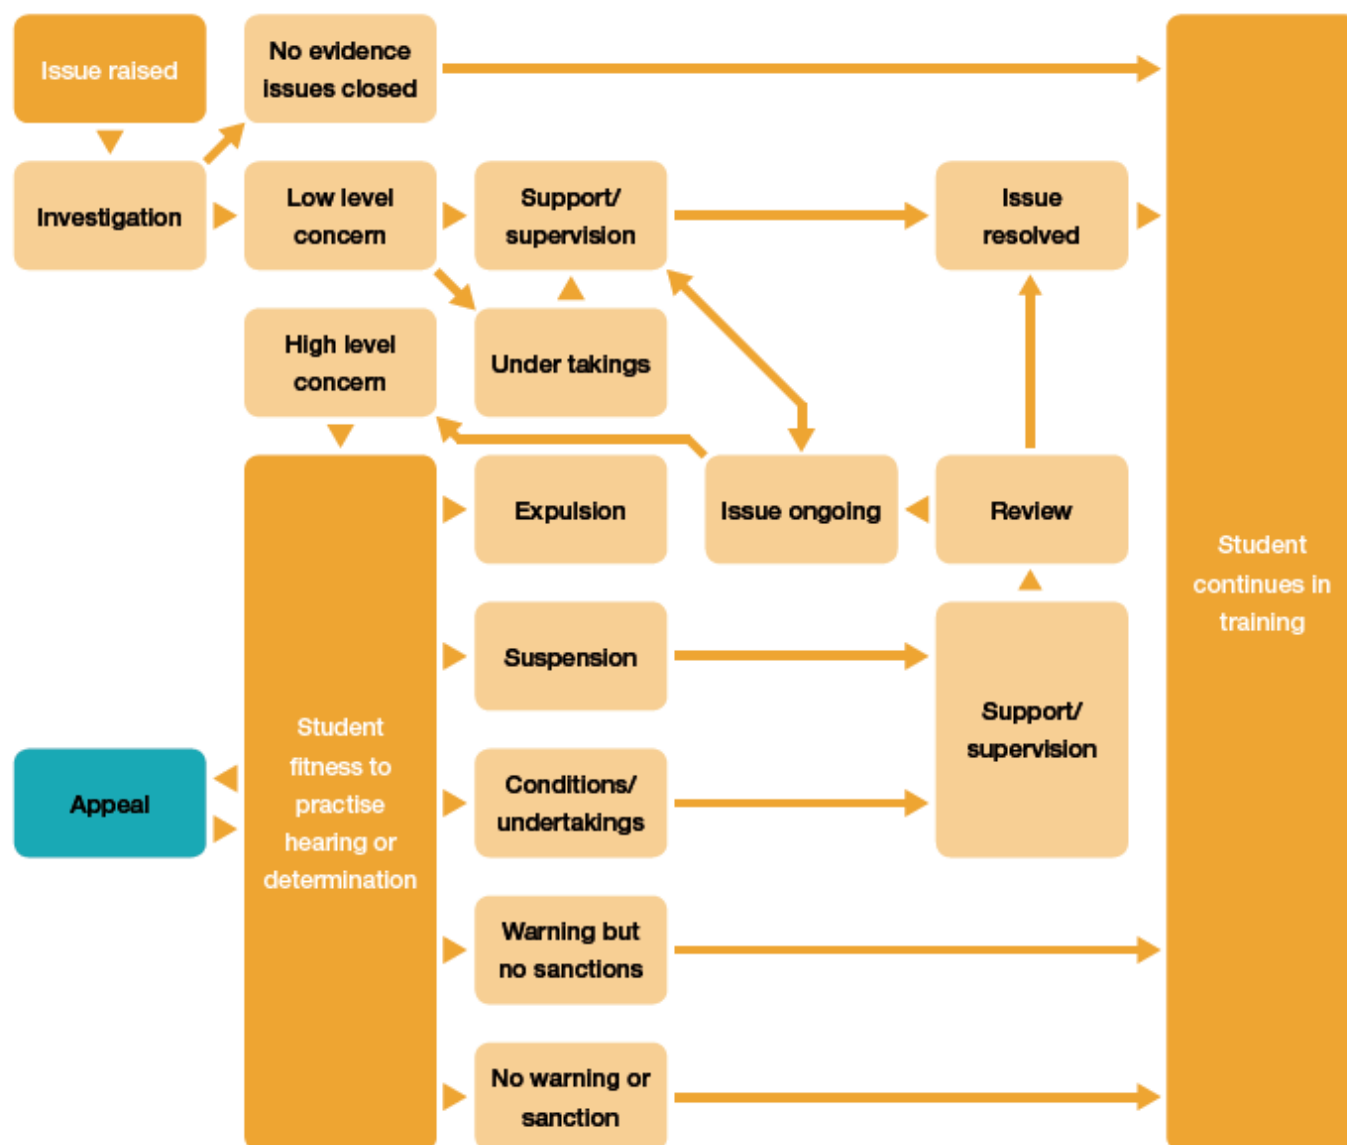 Issue raised
No evidence
issues closed
Investigation
Low level
concern
Support/
supervision
Issue
resolved
High level
concern
Under takings
Expulsion
Issue ongoing
Review
Student
continues in
training
Suspension
Support/
supervision
Student
fitness to
practise
hearing or
determination
Appeal
Conditions/
undertakings
Warning but
no sanctions
No warning or
sanction